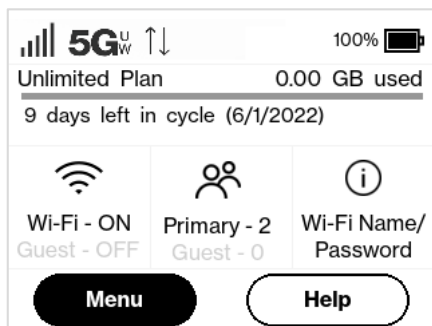 5G UW 100%
Unlimited Plan 0.00 GB used
9 days left in cycle (6/1/2022)
Wi-Fi - ON Primary - 2 Wi-Fi Name/
Guest - OFF Guest - 0 Password
Menu Help